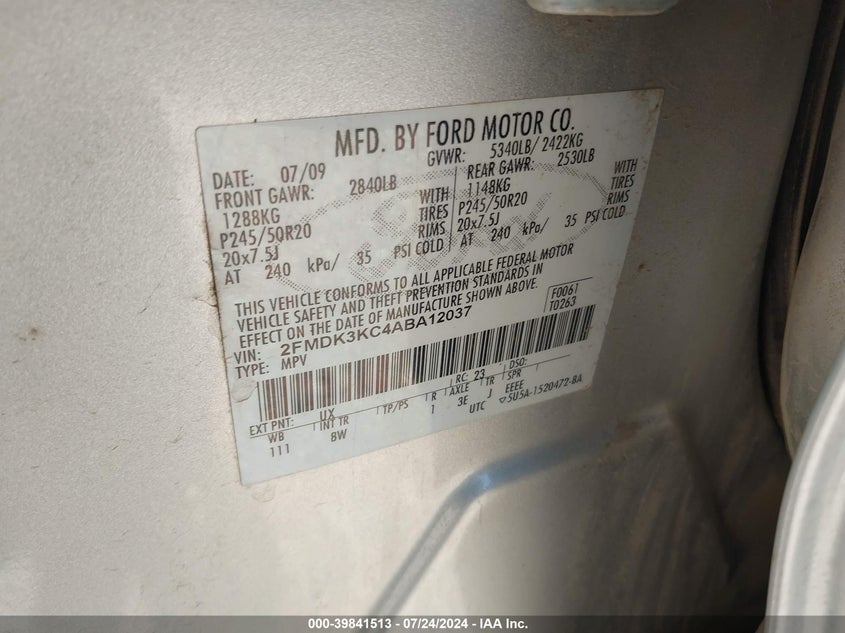 MFD. BY FORD MOTOR CO.
DATE: 07/09 GVWR: 5340LB/ 2422KG
FRONT GAWR: 2840LB REAR GAWR: 2530LB
1288KG WITH 1148KG WITH
P245/50R20 TIRES P245/50R20 TIRES
20x7.5J RIMS 20x7.5J RIMS
AT 240 kPa/ 35 PSI COLD AT 240 kPa/ 35 PSI COLD
THIS VEHICLE CONFORMS TO ALL APPLICABLE FEDERAL MOTOR
VEHICLE SAFETY AND THEFT PREVENTION STANDARDS IN
EFFECT ON THE DATE OF MANUFACTURE SHOWN ABOVE.
F0061
T0263
VIN: 2FMDK3KC4ABA12037
TYPE: MPV
EXT PNT: UX RC: 23 DSO:
WB INT TR TP/PS R AXLE TR SPR
111 8W 1 3E J EEEE
UTC ▽5U5A-1520472-BA
Ford
000-39841513 - 07/24/2024 - IAA Inc.